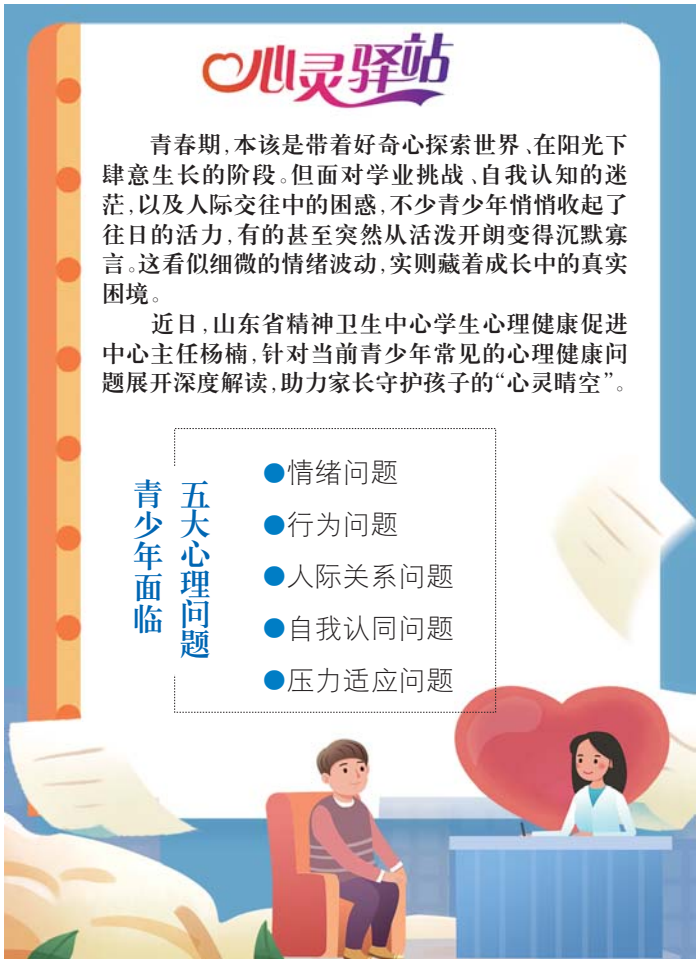 心灵驿站
青春期,本该是带着好奇心探索世界、在阳光下
肆意生长的阶段。但面对学业挑战、自我认知的迷
茫,以及人际交往中的困惑,不少青少年悄悄收起了
往日的活力,有的甚至突然从活泼开朗变得沉默寡
言。这看似细微的情绪波动,实则藏着成长中的真实
困境。
近日,山东省精神卫生中心学生心理健康促进
中心主任杨楠,针对当前青少年常见的心理健康问
题展开深度解读,助力家长守护孩子的“心灵晴空”。
青少年面临
五大心理问题
●情绪问题
●行为问题
●人际关系问题
●自我认同问题
●压力适应问题